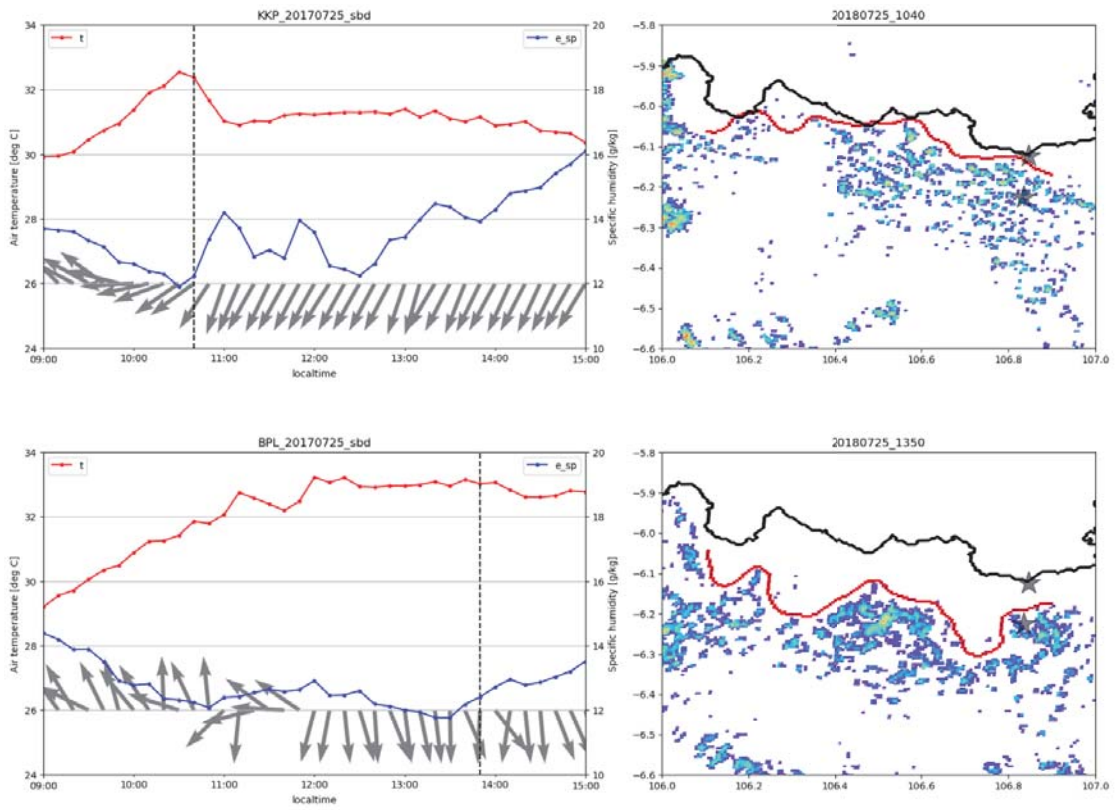 KKP_20170725_sbd
34
32
30
28
26
24
Air temperature [deg C]
t
e_sp
20
18
16
14
12
10
Specific humidity [g/kg]
09:00 10:00 11:00 12:00 13:00 14:00 15:00
localtime
20180725_1040
−5.8
−5.9
−6.0
−6.1
−6.2
−6.3
−6.4
−6.5
−6.6
106.0 106.2 106.4 106.6 106.8 107.0
BPL_20170725_sbd
34
32
30
28
26
24
Air temperature [deg C]
t
e_sp
20
18
16
14
12
10
Specific humidity [g/kg]
09:00 10:00 11:00 12:00 13:00 14:00 15:00
localtime
20180725_1350
−5.8
−5.9
−6.0
−6.1
−6.2
−6.3
−6.4
−6.5
−6.6
106.0 106.2 106.4 106.6 106.8 107.0